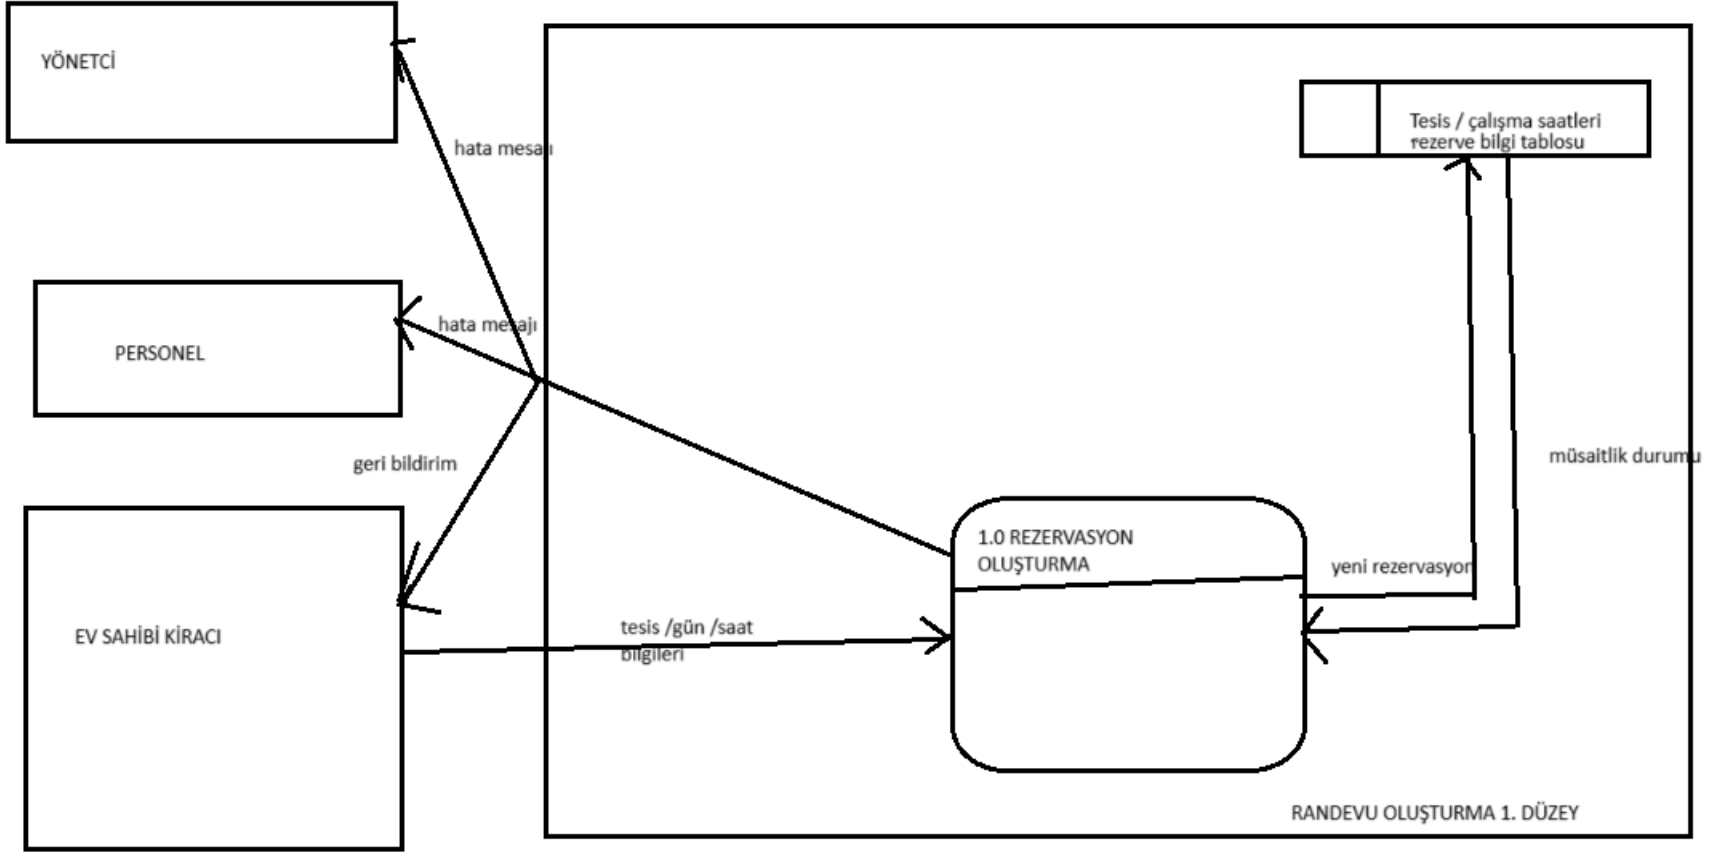 YÖNETCİ
hata mesajı
Tesis / çalışma saatleri
rezerve bilgi tablosu
hata mesajı
PERSONEL
geri bildirim
müsaitlik durumu
1.0 REZERVASYON
OLUŞTURMA
yeni rezervasyon
EV SAHİBİ KİRACI
tesis /gün /saat
bilgileri
RANDEVU OLUŞTURMA 1. DÜZEY